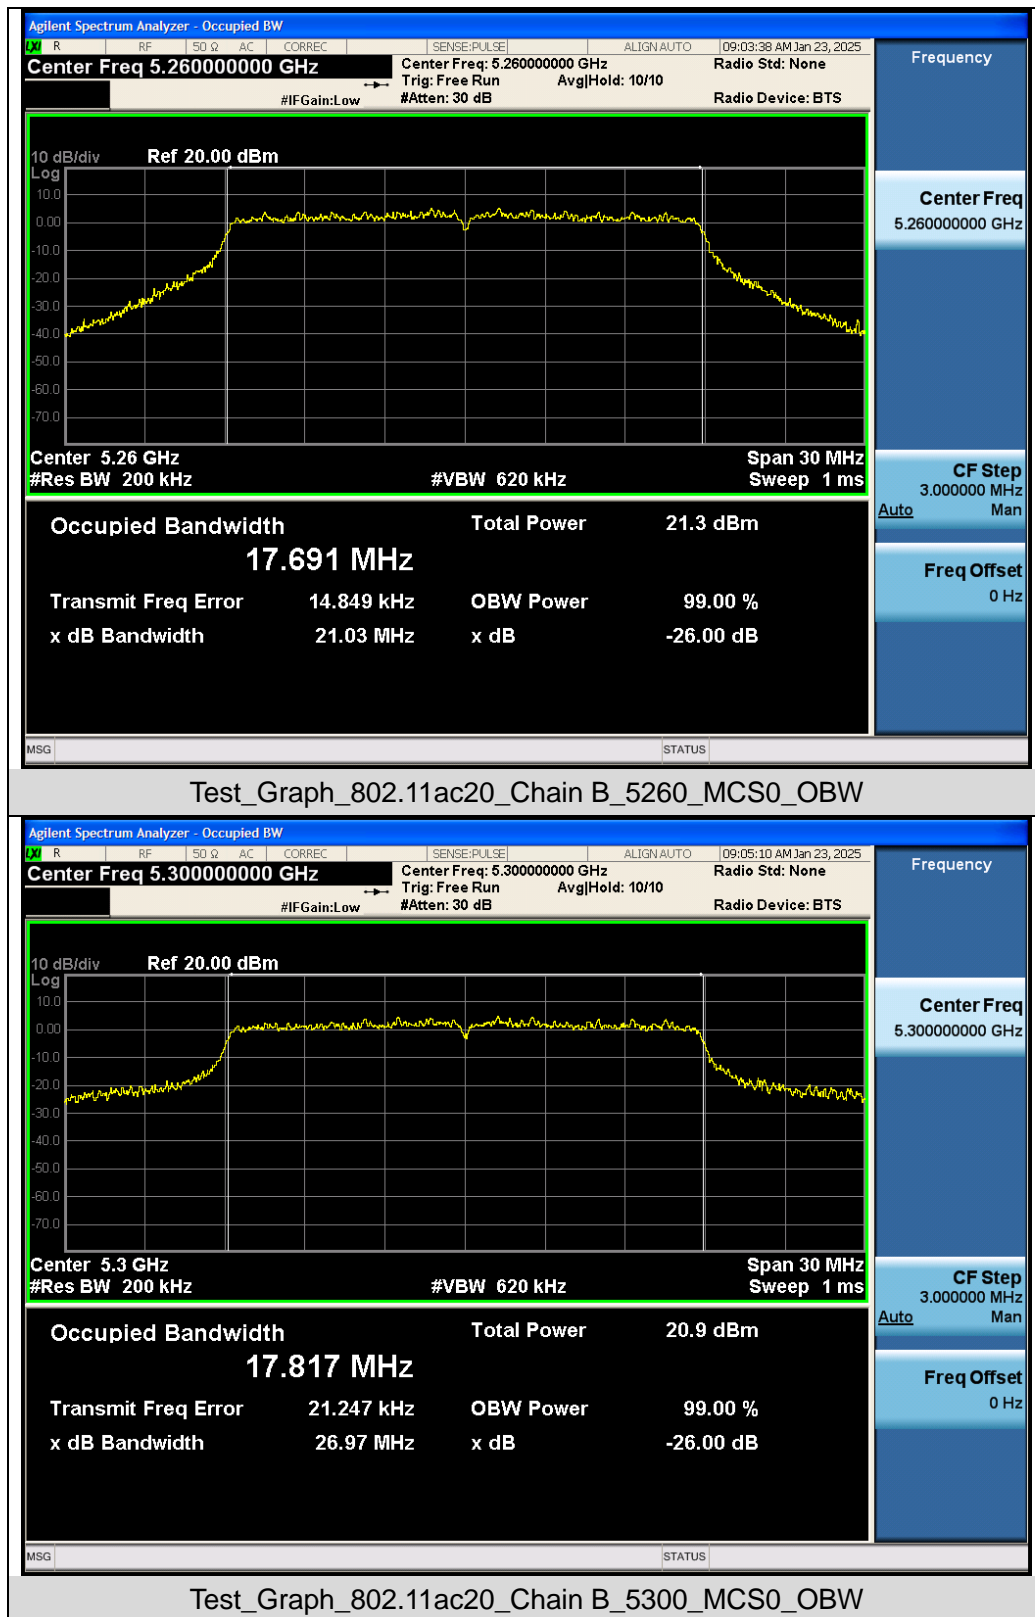 Agilent Spectrum Analyzer - Occupied BW
LXI R RF 50 Ω AC CORREC SENSE:PULSE ALIGN AUTO 09:03:38 AM Jan 23, 2025
Center Freq 5.260000000 GHz
Center Freq: 5.260000000 GHz
Radio Std: None
Trig: Free Run Avg|Hold: 10/10
#IFGain:Low #Atten: 30 dB Radio Device: BTS
Frequency
10 dB/div Ref 20.00 dBm
Log
10.0
0.00
-10.0
-20.0
-30.0
-40.0
-50.0
-60.0
-70.0
Center 5.26 GHz Span 30 MHz
#Res BW 200 kHz #VBW 620 kHz Sweep 1 ms
Center Freq
5.260000000 GHz
CF Step
3.000000 MHz
Auto Man
Freq Offset
0 Hz
Occupied Bandwidth Total Power 21.3 dBm
17.691 MHz
Transmit Freq Error 14.849 kHz OBW Power 99.00 %
x dB Bandwidth 21.03 MHz x dB -26.00 dB
MSG STATUS
Test_Graph_802.11ac20_Chain B_5260_MCS0_OBW
Agilent Spectrum Analyzer - Occupied BW
LXI R RF 50 Ω AC CORREC SENSE:PULSE ALIGN AUTO 09:05:10 AM Jan 23, 2025
Center Freq 5.300000000 GHz
Center Freq: 5.300000000 GHz
Radio Std: None
Trig: Free Run Avg|Hold: 10/10
#IFGain:Low #Atten: 30 dB Radio Device: BTS
Frequency
10 dB/div Ref 20.00 dBm
Log
10.0
0.00
-10.0
-20.0
-30.0
-40.0
-50.0
-60.0
-70.0
Center 5.3 GHz Span 30 MHz
#Res BW 200 kHz #VBW 620 kHz Sweep 1 ms
Center Freq
5.300000000 GHz
CF Step
3.000000 MHz
Auto Man
Freq Offset
0 Hz
Occupied Bandwidth Total Power 20.9 dBm
17.817 MHz
Transmit Freq Error 21.247 kHz OBW Power 99.00 %
x dB Bandwidth 26.97 MHz x dB -26.00 dB
MSG STATUS
Test_Graph_802.11ac20_Chain B_5300_MCS0_OBW